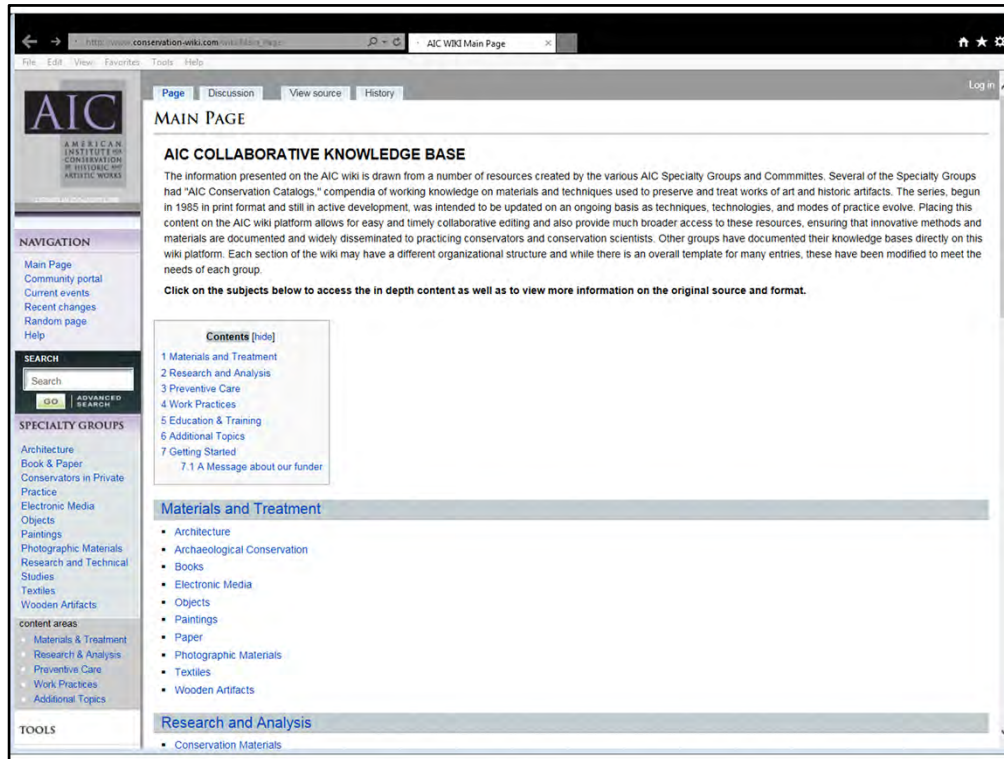 http://www.conservation-wiki.com/wiki/Main_Page
AIC WIKI Main Page
File Edit View Favorites Tools Help
AIC
AMERICAN
INSTITUTE FOR
CONSERVATION
OF HISTORIC AND
ARTISTIC WORKS
Page Discussion View source History
Log in
MAIN PAGE
AIC COLLABORATIVE KNOWLEDGE BASE
The information presented on the AIC wiki is drawn from a number of resources created by the various AIC Specialty Groups and Commmittes. Several of the Specialty Groups
had "AIC Conservation Catalogs," compendia of working knowledge on materials and techniques used to preserve and treat works of art and historic artifacts. The series, begun
in 1985 in print format and still in active development, was intended to be updated on an ongoing basis as techniques, technologies, and modes of practice evolve. Placing this
content on the AIC wiki platform allows for easy and timely collaborative editing and also provide much broader access to these resources, ensuring that innovative methods and
materials are documented and widely disseminated to practicing conservators and conservation scientists. Other groups have documented their knowledge bases directly on this
wiki platform. Each section of the wiki may have a different organizational structure and while there is an overall template for many entries, these have been modified to meet the
needs of each group.
Click on the subjects below to access the in depth content as well as to view more information on the original source and format.
NAVIGATION
Main Page
Community portal
Current events
Recent changes
Random page
Help
SEARCH
Search
GO ADVANCED
SEARCH
SPECIALTY GROUPS
Architecture
Book & Paper
Conservators in Private
Practice
Electronic Media
Objects
Paintings
Photographic Materials
Research and Technical
Studies
Textiles
Wooden Artifacts
content areas
Materials & Treatment
Research & Analysis
Preventive Care
Work Practices
Additional Topics
TOOLS
Contents [hide]
1 Materials and Treatment
2 Research and Analysis
3 Preventive Care
4 Work Practices
5 Education & Training
6 Additional Topics
7 Getting Started
7.1 A Message about our funder
Materials and Treatment
Architecture
Archaeological Conservation
Books
Electronic Media
Objects
Paintings
Paper
Photographic Materials
Textiles
Wooden Artifacts
Research and Analysis
Conservation Materials